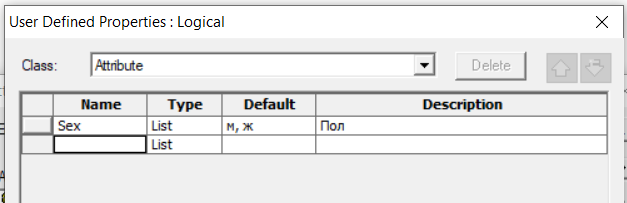 User Defined Properties : Logical
Class: Attribute Delete
Name Type Default Description
Sex List м, ж Пол
List